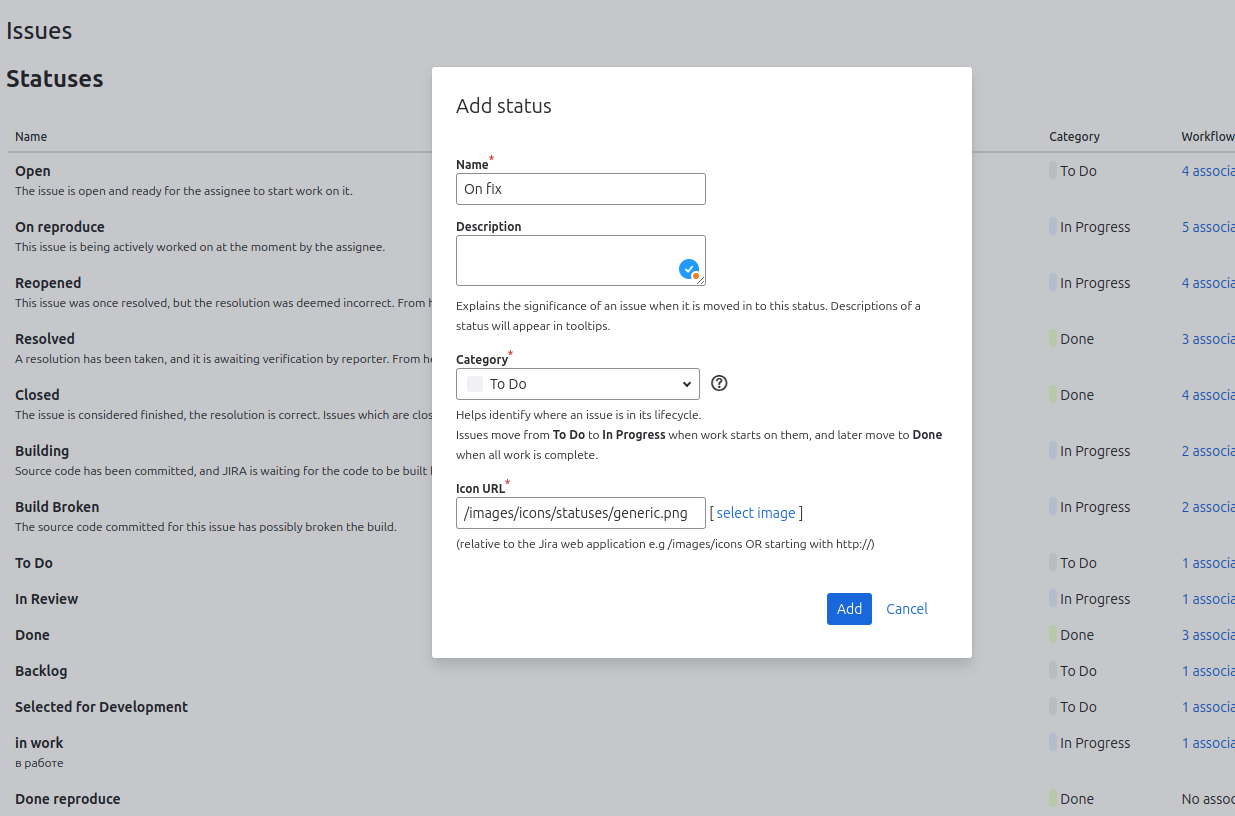 Issues
Statuses
Name
Category
Workflow
Open
The issue is open and ready for the assignee to start work on it.
To Do
4 associa
On reproduce
This issue is being actively worked on at the moment by the assignee.
In Progress
5 associa
Reopened
This issue was once resolved, but the resolution was deemed incorrect. From h
In Progress
4 associa
Resolved
A resolution has been taken, and it is awaiting verification by reporter. From he
Done
3 associa
Closed
The issue is considered finished, the resolution is correct. Issues which are clos
Done
4 associa
Building
Source code has been committed, and JIRA is waiting for the code to be built
In Progress
2 associa
Build Broken
The source code committed for this issue has possibly broken the build.
In Progress
2 associa
To Do
To Do
1 associa
In Review
In Progress
1 associa
Done
Done
3 associa
Backlog
To Do
1 associa
Selected for Development
To Do
1 associa
in work
в работе
In Progress
1 associa
Done reproduce
Done
No assoc
Add status
Name*
On fix
Description
Explains the significance of an issue when it is moved in to this status. Descriptions of a
status will appear in tooltips.
Category*
To Do
Helps identify where an issue is in its lifecycle.
Issues move from To Do to In Progress when work starts on them, and later move to Done
when all work is complete.
Icon URL*
/images/icons/statuses/generic.png [ select image ]
(relative to the Jira web application e.g /images/icons OR starting with http://)
Add Cancel